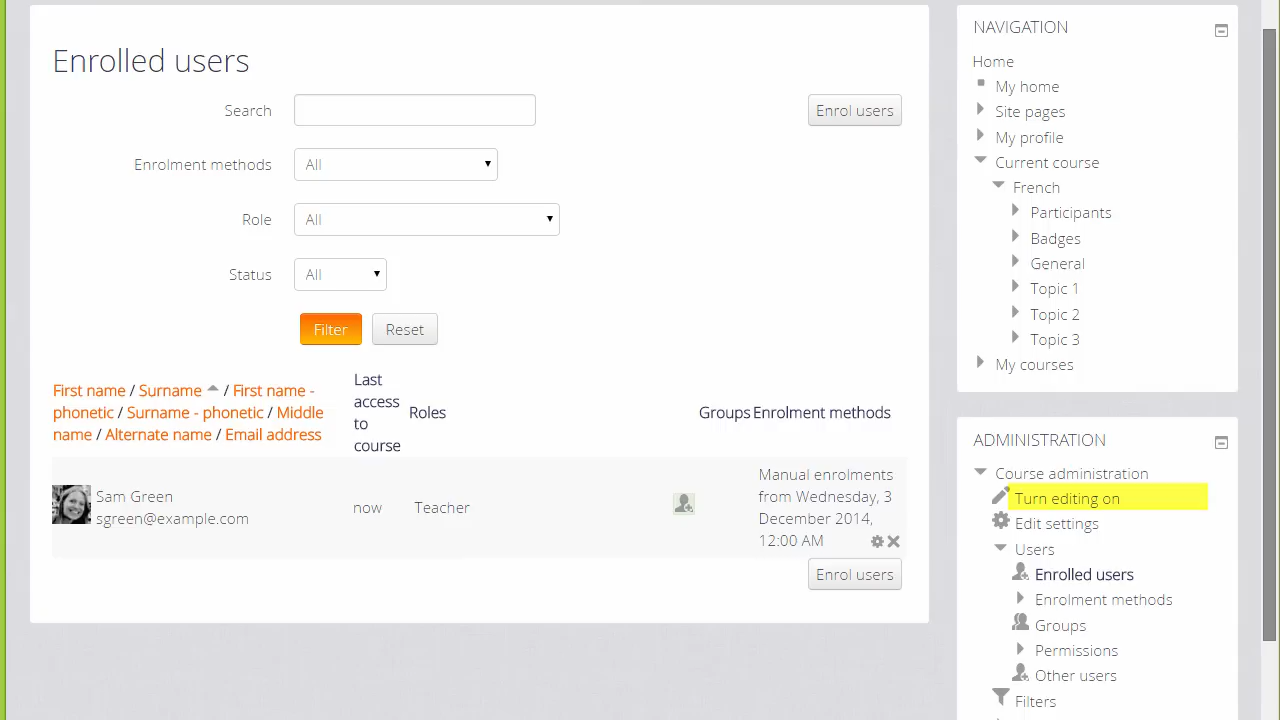 Enrolled users
Search
Enrol users
Enrolment methods
All
Role
All
Status
All
Filter
Reset
First name / Surname / First name -
phonetic / Surname - phonetic / Middle
name / Alternate name / Email address
Last
access
to
course
Roles
Groups
Enrolment methods
Sam Green
sgreen@example.com
now
Teacher
Manual enrolments
from Wednesday, 3
December 2014,
12:00 AM
Enrol users
NAVIGATION
Home
My home
Site pages
My profile
Current course
French
Participants
Badges
General
Topic 1
Topic 2
Topic 3
My courses
ADMINISTRATION
Course administration
Turn editing on
Edit settings
Users
Enrolled users
Enrolment methods
Groups
Permissions
Other users
Filters